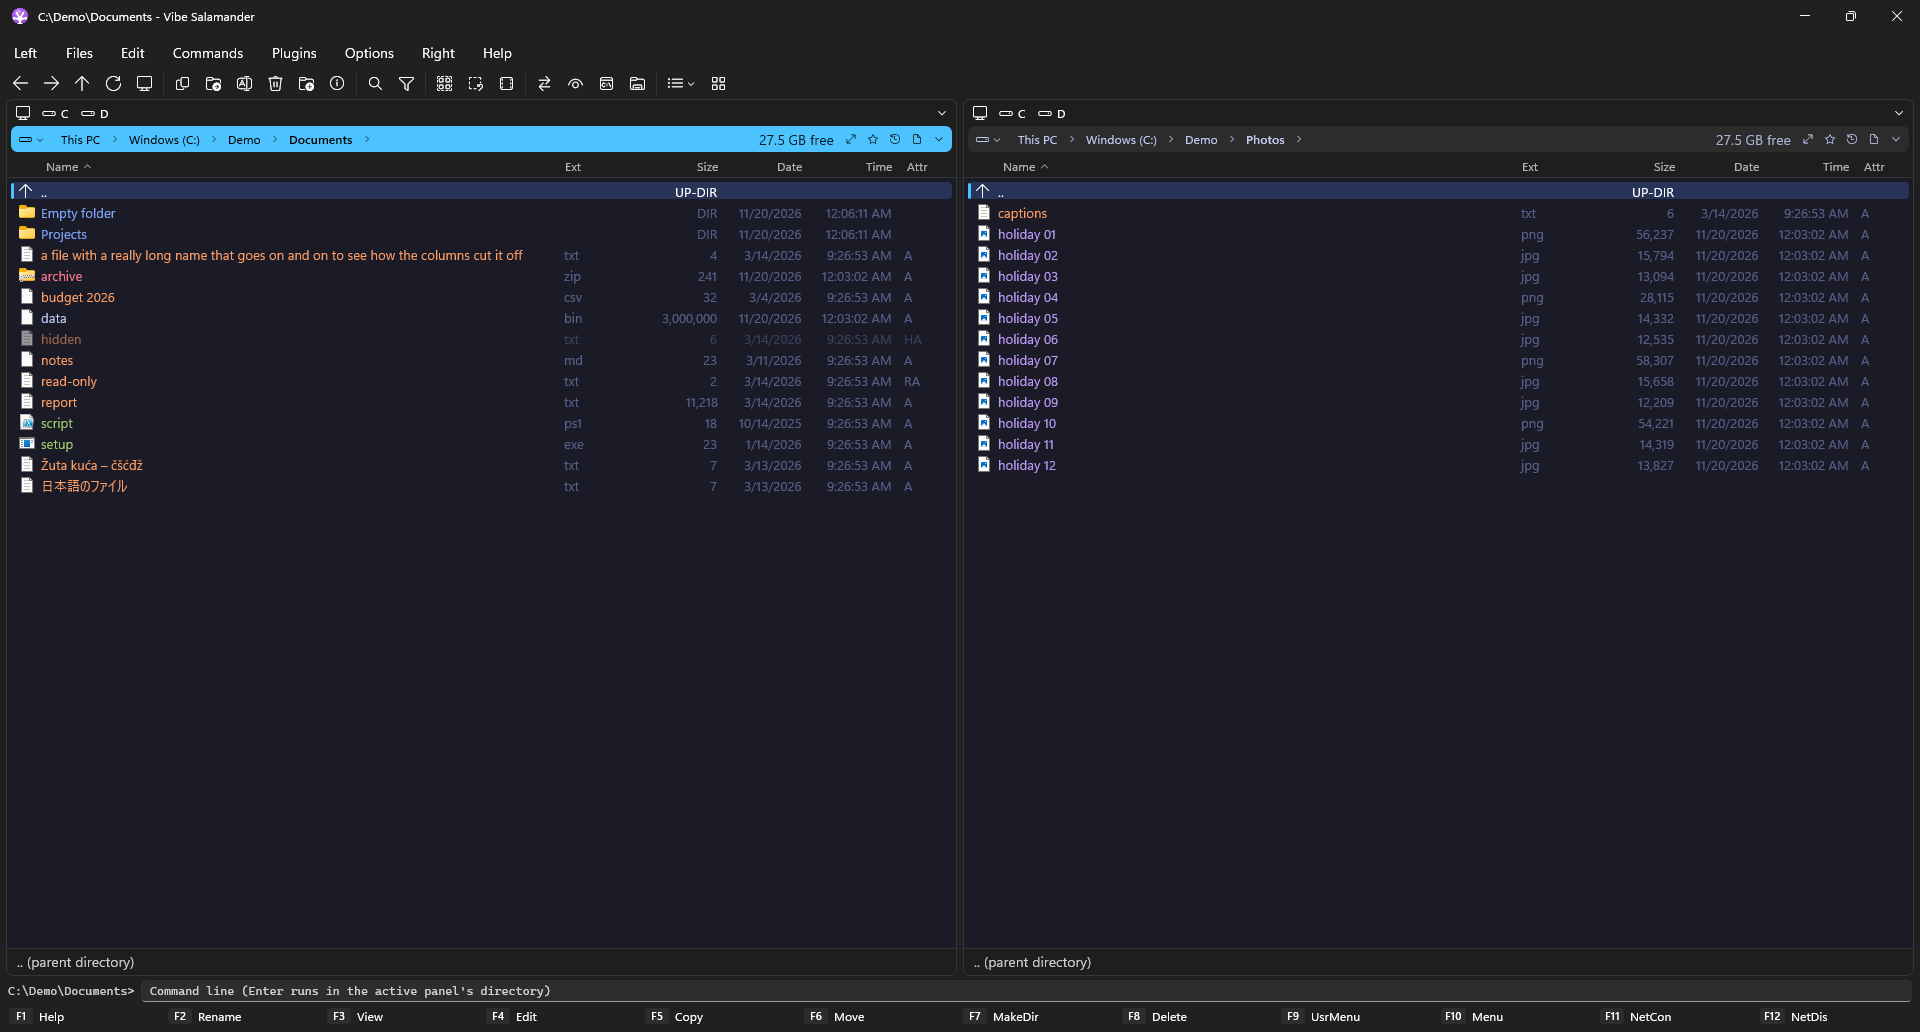 C:\Demo\Documents - Vibe Salamander
Left Files Edit Commands Plugins Options Right Help
C D
This PC Windows (C:) Demo Documents 27.5 GB free
Name Ext Size Date Time Attr
.. UP-DIR
Empty folder DIR 11/20/2026 12:06:11 AM
Projects DIR 11/20/2026 12:06:11 AM
a file with a really long name that goes on and on to see how the columns cut it off txt 4 3/14/2026 9:26:53 AM A
archive zip 241 11/20/2026 12:03:02 AM A
budget 2026 csv 32 3/4/2026 9:26:53 AM A
data bin 3,000,000 11/20/2026 12:03:02 AM A
hidden txt 6 3/14/2026 9:26:53 AM HA
notes md 23 3/11/2026 9:26:53 AM A
read-only txt 2 3/14/2026 9:26:53 AM RA
report txt 11,218 3/14/2026 9:26:53 AM A
script ps1 18 10/14/2025 9:26:53 AM A
setup exe 23 1/14/2026 9:26:53 AM A
Žuta kuća – čšćđž txt 7 3/13/2026 9:26:53 AM A
日本語のファイル txt 7 3/13/2026 9:26:53 AM A
.. (parent directory)
C D
This PC Windows (C:) Demo Photos 27.5 GB free
Name Ext Size Date Time Attr
.. UP-DIR
captions txt 6 3/14/2026 9:26:53 AM A
holiday 01 png 56,237 11/20/2026 12:03:02 AM A
holiday 02 jpg 15,794 11/20/2026 12:03:02 AM A
holiday 03 jpg 13,094 11/20/2026 12:03:02 AM A
holiday 04 png 28,115 11/20/2026 12:03:02 AM A
holiday 05 jpg 14,332 11/20/2026 12:03:02 AM A
holiday 06 jpg 12,535 11/20/2026 12:03:02 AM A
holiday 07 png 58,307 11/20/2026 12:03:02 AM A
holiday 08 jpg 15,658 11/20/2026 12:03:02 AM A
holiday 09 jpg 12,209 11/20/2026 12:03:02 AM A
holiday 10 png 54,221 11/20/2026 12:03:02 AM A
holiday 11 jpg 14,319 11/20/2026 12:03:02 AM A
holiday 12 jpg 13,827 11/20/2026 12:03:02 AM A
.. (parent directory)
C:\Demo\Documents> Command line (Enter runs in the active panel's directory)
F1 Help F2 Rename F3 View F4 Edit F5 Copy F6 Move F7 MakeDir F8 Delete F9 UsrMenu F10 Menu F11 NetCon F12 NetDis